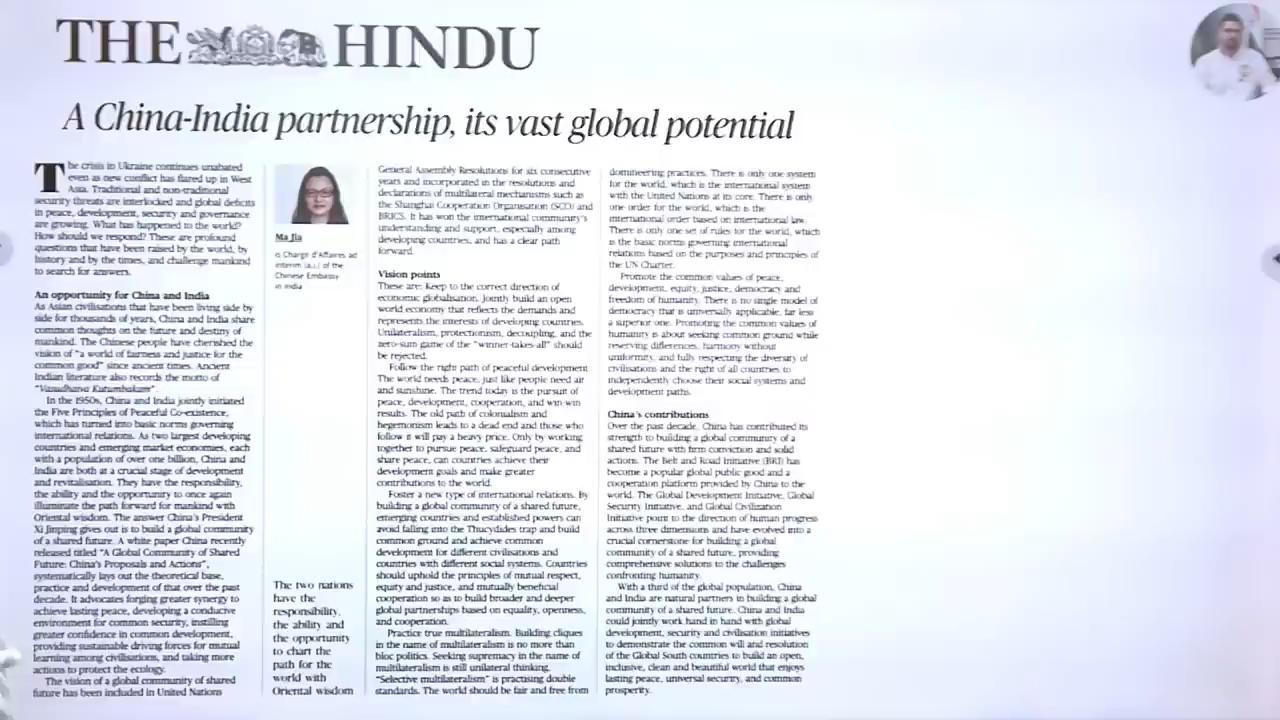 THE HINDU
A China-India partnership, its vast global potential
The crisis in Ukraine continues unabated
even as new conflict has flared up in West
Asia. Traditional and non-traditional
security threats are interlocked and global deficits
in peace, development, security and governance
are growing. What has happened to the world?
How should we respond? These are profound
questions that have been raised by the world, by
history and by the times, and challenge mankind
to search for answers.
An opportunity for China and India
As Asian civilisations that have been living side by
side for thousands of years, China and India share
common thoughts on the future and destiny of
mankind. The Chinese people have cherished the
vision of "a world of fairness and justice for the
common good" since ancient times. Ancient
Indian literature also records the motto of
"Vasudhaiva Kutumbakam"
In the 1950s, China and India jointly initiated
the Five Principles of Peaceful Co-existence,
which has turned into basic norms governing
international relations. As two largest developing
countries and emerging market economies, each
with a population of over one billion, China and
India are both at a crucial stage of development
and revitalisation. They have the responsibility,
the ability and the opportunity to once again
illuminate the path forward for mankind with
Oriental wisdom. The answer China's President
Xi Jinping gives out is to build a global community
of a shared future. A white paper China recently
released titled "A Global Community of Shared
Future: China's Proposals and Actions",
systematically lays out the theoretical base,
practice and development of that over the past
decade. It advocates forging greater synergy to
achieve lasting peace, developing a conducive
environment for common security, instilling
greater confidence in common development,
providing sustainable driving forces for mutual
learning among civilisations, and taking more
actions to protect the ecology.
The vision of a global community of shared
future has been included in United Nations
Ma Jia
is Chargé d'Affaires ad
interim (a.i.) of the
Chinese Embassy
in India
The two nations
have the
responsibility,
the ability and
the opportunity
to chart the
path for the
world with
Oriental wisdom
General Assembly Resolutions for six consecutive
years and incorporated in the resolutions and
declarations of multilateral mechanisms such as
the Shanghai Cooperation Organisation (SCO) and
BRICS. It has won the international community's
understanding and support, especially among
developing countries, and has a clear path
forward.
Vision points
These are: Keep to the correct direction of
economic globalisation. Jointly build an open
world economy that reflects the demands and
represents the interests of developing countries.
Unilateralism, protectionism, decoupling, and the
zero-sum game of the "winner-takes-all" should
be rejected.
Follow the right path of peaceful development
The world needs peace, just like people need air
and sunshine. The trend today is the pursuit of
peace, development, cooperation, and win-win
results. The old path of colonialism and
hegemonism leads to a dead end and those who
follow it will pay a heavy price. Only by working
together to pursue peace, safeguard peace, and
share peace, can countries achieve their
development goals and make greater
contributions to the world.
Foster a new type of international relations. By
building a global community of a shared future,
emerging countries and established powers can
avoid falling into the Thucydides trap and build
common ground and achieve common
development for different civilisations and
countries with different social systems. Countries
should uphold the principles of mutual respect,
equity and justice, and mutually beneficial
cooperation so as to build broader and deeper
global partnerships based on equality, openness,
and cooperation.
Practice true multilateralism. Building cliques
in the name of multilateralism is no more than
bloc politics. Seeking supremacy in the name of
multilateralism is still unilateral thinking.
"Selective multilateralism" is practising double
standards. The world should be fair and free from
domineering practices. There is only one system
for the world, which is the international system
with the United Nations at its core. There is only
one order for the world, which is the
international order based on international law.
There is only one set of rules for the world, which
is the basic norms governing international
relations based on the purposes and principles of
the UN Charter.
Promote the common values of peace,
development, equity, justice, democracy and
freedom of humanity. There is no single model of
democracy that is universally applicable, far less
a superior one. Promoting the common values of
humanity is about seeking common ground while
reserving differences, harmony without
uniformity, and fully respecting the diversity of
civilisations and the right of all countries to
independently choose their social systems and
development paths.
China's contributions
Over the past decade, China has contributed its
strength to building a global community of a
shared future with firm conviction and solid
actions. The Belt and Road Initiative (BRI) has
become a popular global public good and a
cooperation platform provided by China to the
world. The Global Development Initiative, Global
Security Initiative, and Global Civilization
Initiative point to the direction of human progress
across three dimensions and have evolved into a
crucial cornerstone for building a global
community of a shared future, providing
comprehensive solutions to the challenges
confronting humanity.
With a third of the global population, China
and India are natural partners in building a global
community of a shared future. China and India
could jointly work hand in hand with global
development, security and civilisation initiatives
to demonstrate the common will and resolution
of the Global South countries to build an open,
inclusive, clean and beautiful world that enjoys
lasting peace, universal security, and common
prosperity.